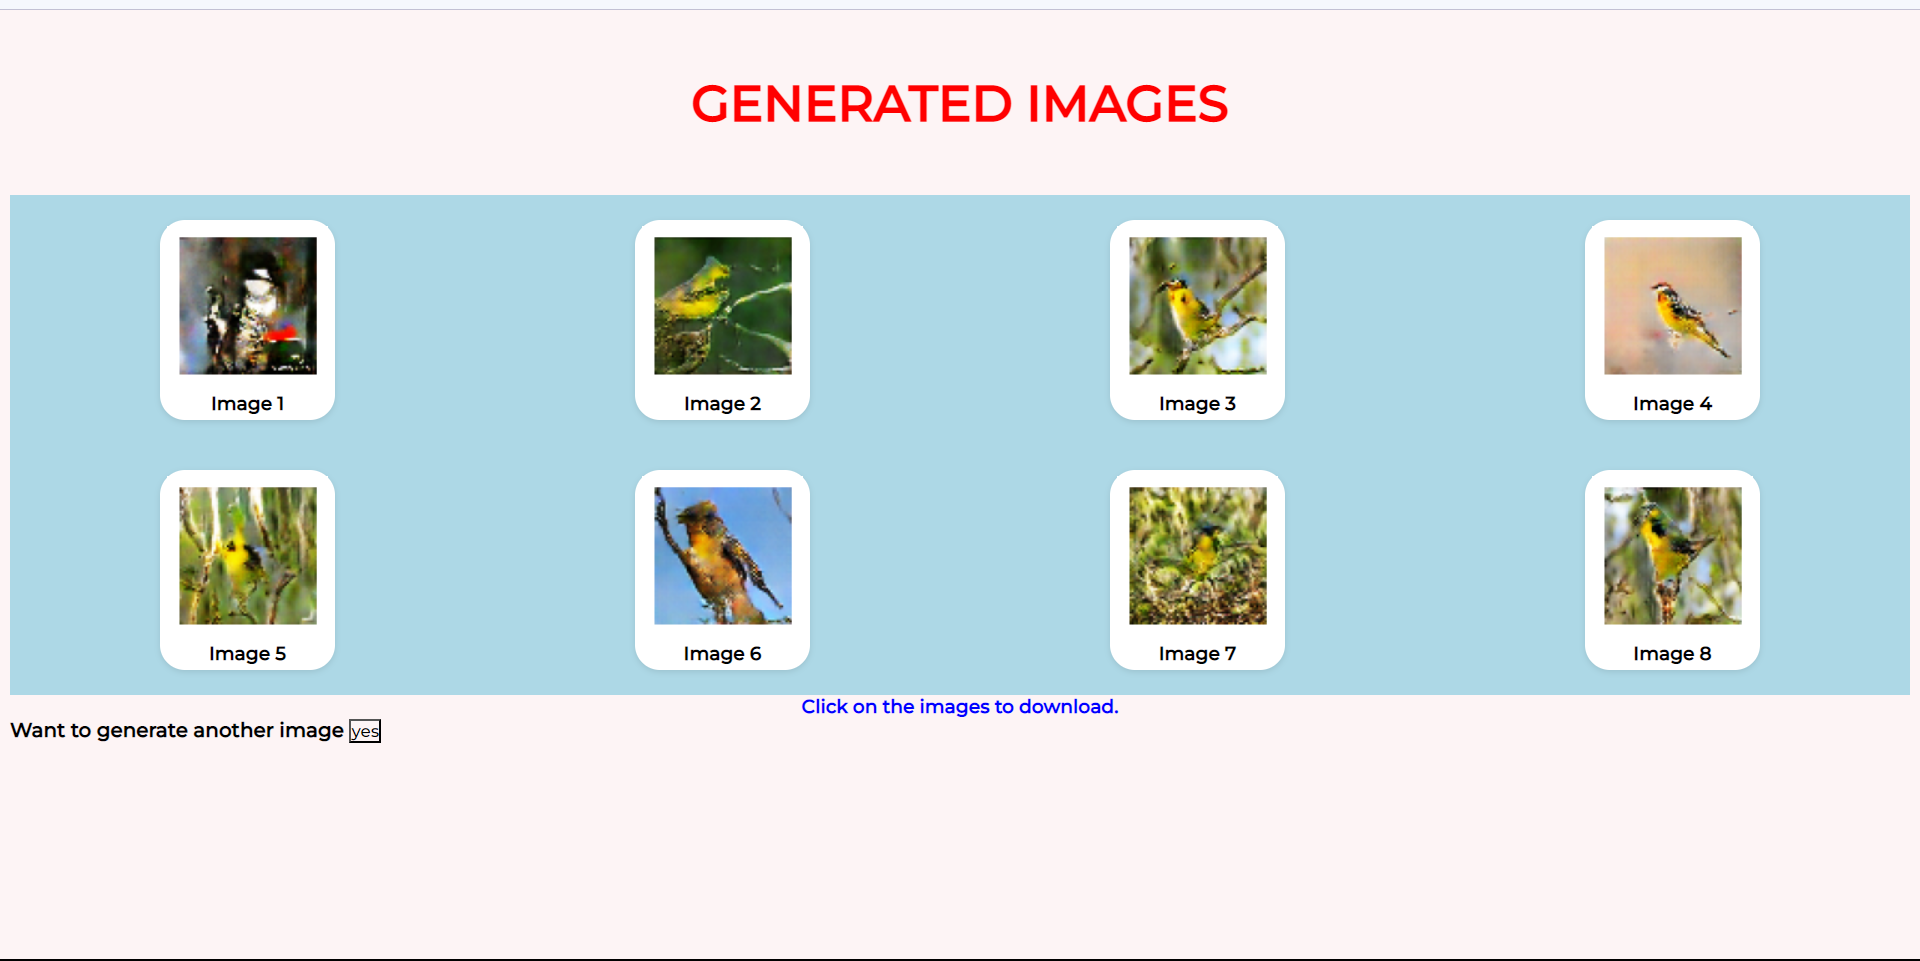 GENERATED IMAGES
Image 1
Image 2
Image 3
Image 4
Image 5
Image 6
Image 7
Image 8
Click on the images to download.
Want to generate another image yes